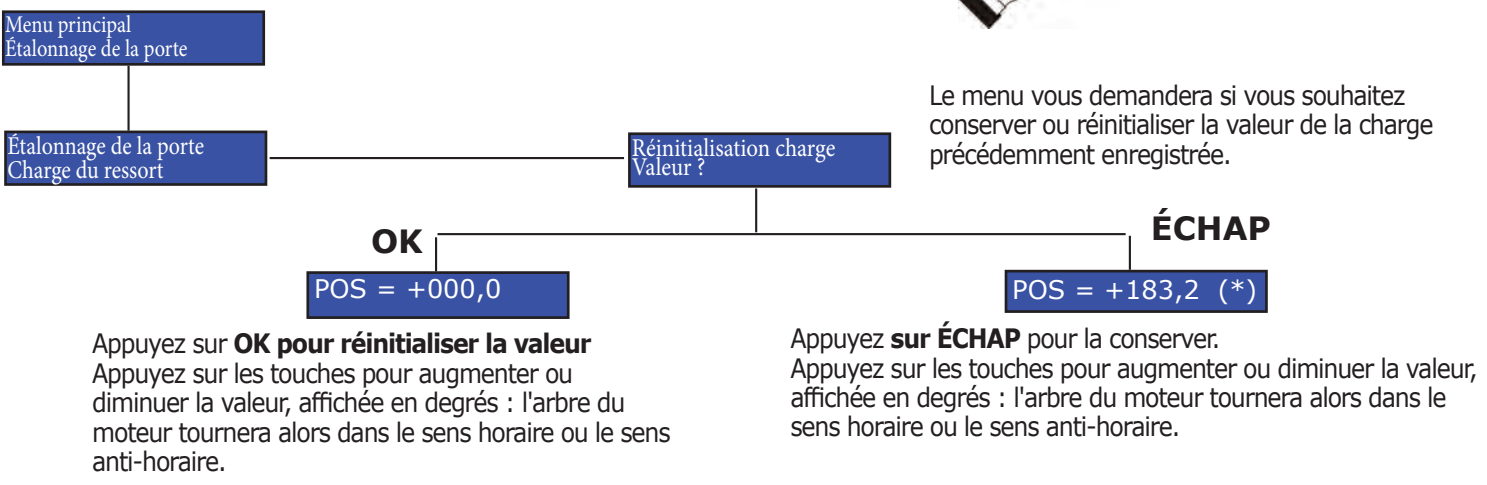 Menu principal
Étalonnage de la porte
Étalonnage de la porte
Charge du ressort
Réinitialisation charge
Valeur ?
Le menu vous demandera si vous souhaitez
conserver ou réinitialiser la valeur de la charge
précédemment enregistrée.
OK
POS = +000,0
Appuyez sur OK pour réinitialiser la valeur
Appuyez sur les touches pour augmenter ou
diminuer la valeur, affichée en degrés : l'arbre du
moteur tournera alors dans le sens horaire ou le sens
anti-horaire.
ÉCHAP
POS = +183,2 (*)
Appuyez sur ÉCHAP pour la conserver.
Appuyez sur les touches pour augmenter ou diminuer la valeur,
affichée en degrés : l'arbre du moteur tournera alors dans le
sens horaire ou le sens anti-horaire.